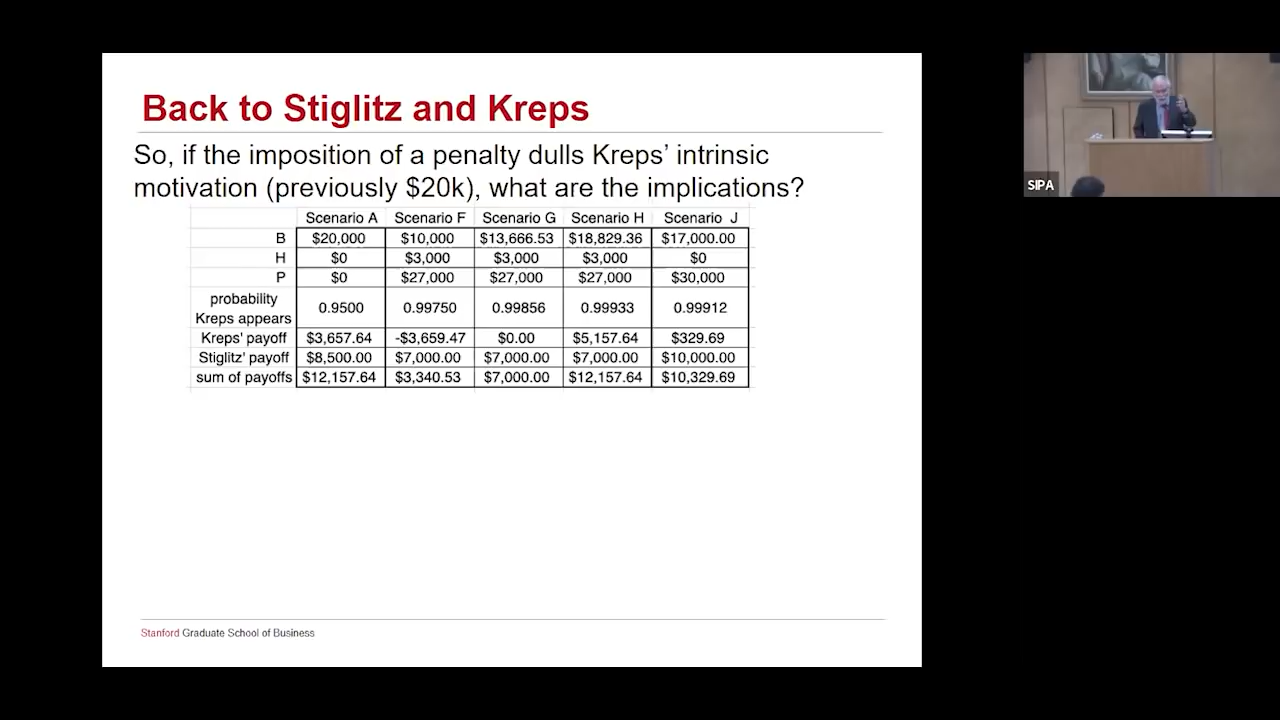 Back to Stiglitz and Kreps
So, if the imposition of a penalty dulls Kreps' intrinsic
motivation (previously $20k), what are the implications?
Scenario A Scenario F Scenario G Scenario H Scenario J
B $20,000 $10,000 $13,666.53 $18,829.36 $17,000.00
H $0 $3,000 $3,000 $3,000 $0
P $0 $27,000 $27,000 $27,000 $30,000
probability
Kreps appears 0.9500 0.99750 0.99856 0.99933 0.99912
Kreps' payoff $3,657.64 -$3,659.47 $0.00 $5,157.64 $329.69
Stiglitz' payoff $8,500.00 $7,000.00 $7,000.00 $7,000.00 $10,000.00
sum of payoffs $12,157.64 $3,340.53 $7,000.00 $12,157.64 $10,329.69
Stanford Graduate School of Business
SIPA